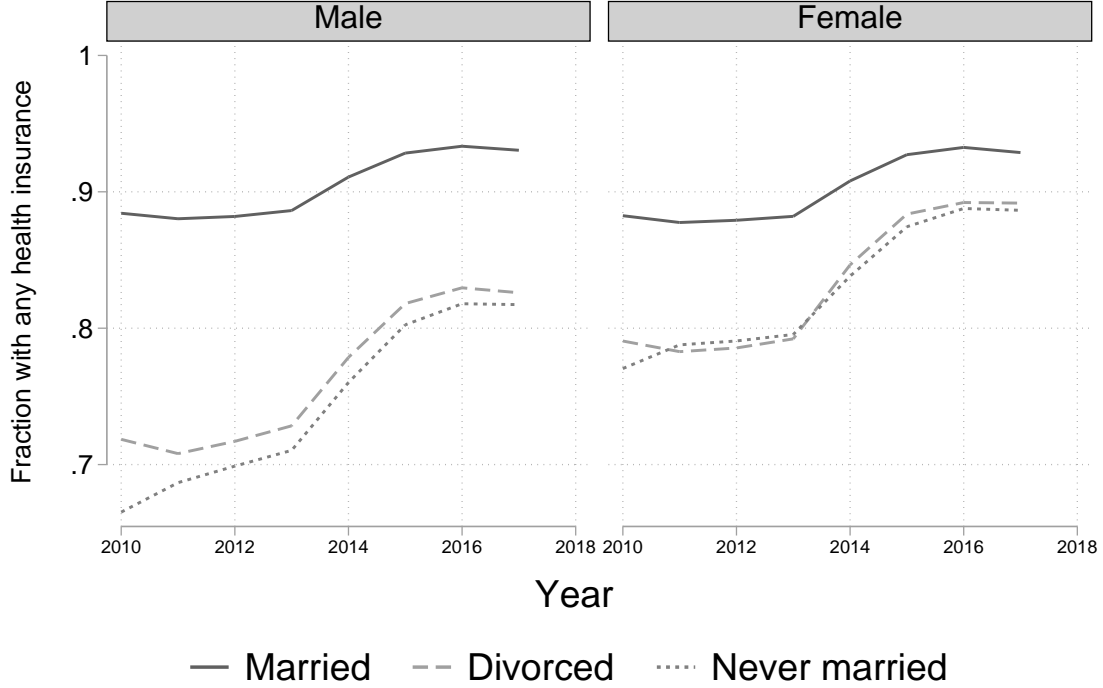 Male Female
Fraction with any health insurance
1
.9
.8
.7
2010 2012 2014 2016 2018 2010 2012 2014 2016 2018
Year
Married Divorced Never married